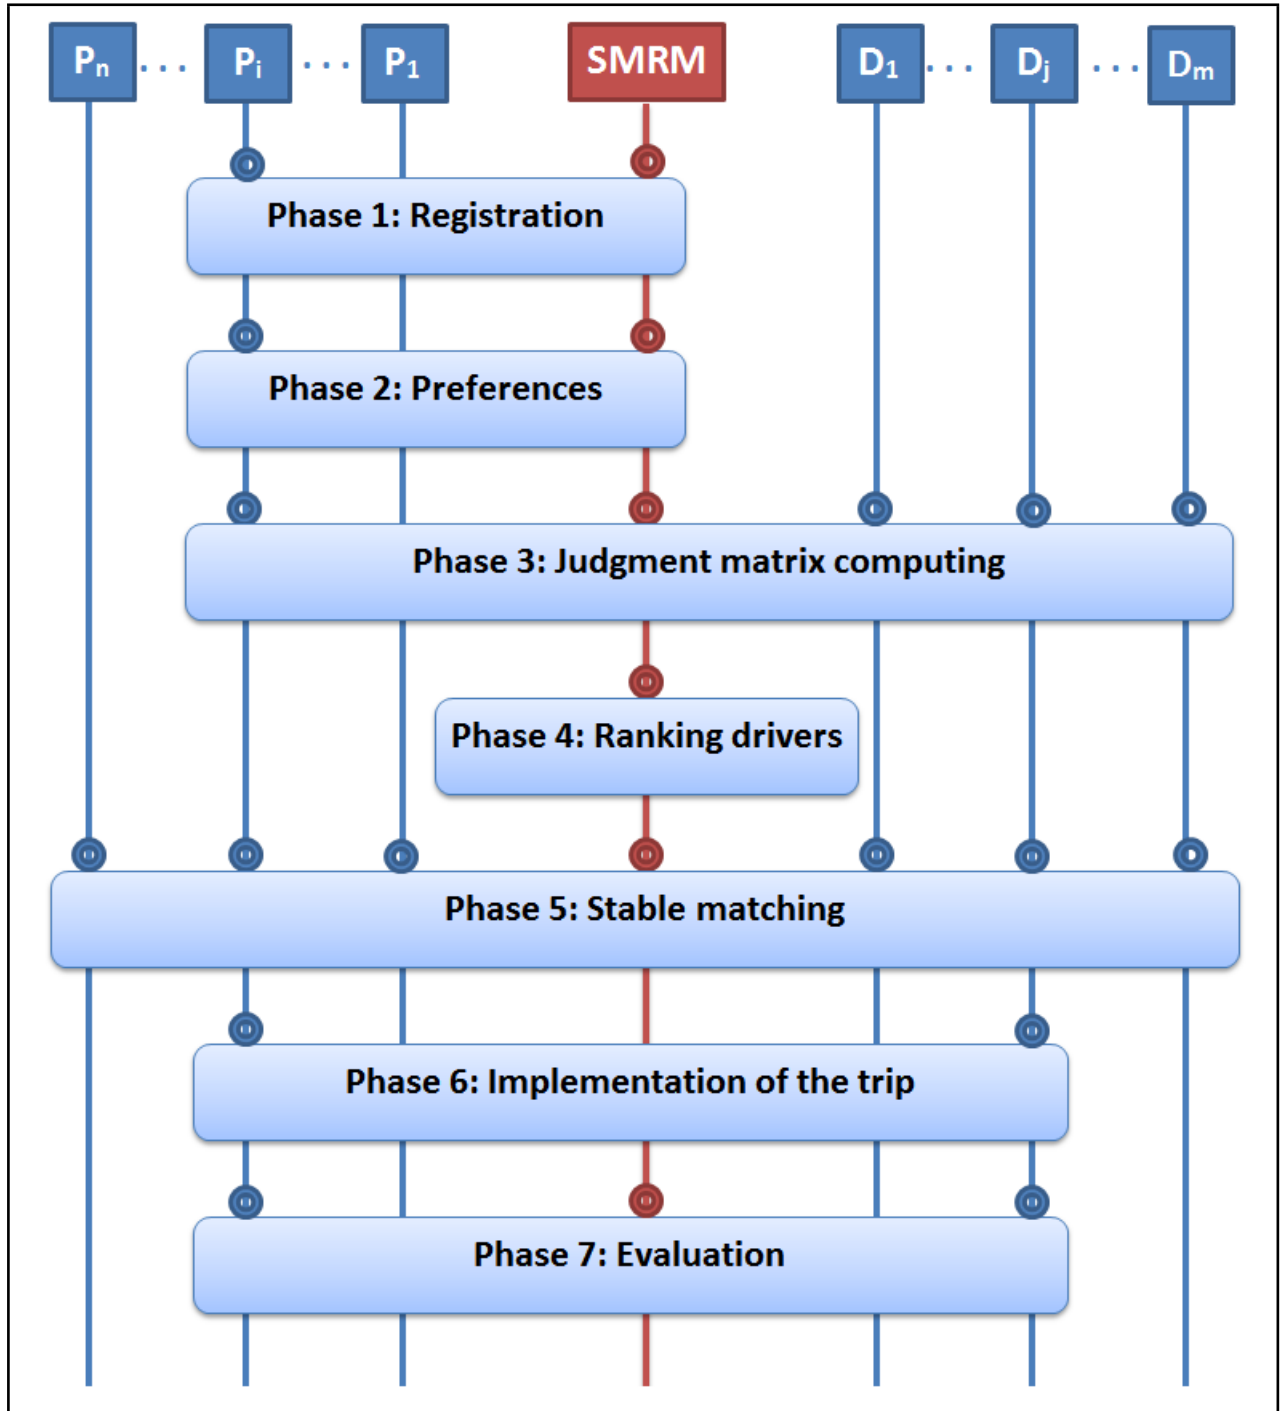 Pn . . . Pi . . . P1 SMRM D1 . . . Dj . . . Dm
Phase 1: Registration
Phase 2: Preferences
Phase 3: Judgment matrix computing
Phase 4: Ranking drivers
Phase 5: Stable matching
Phase 6: Implementation of the trip
Phase 7: Evaluation